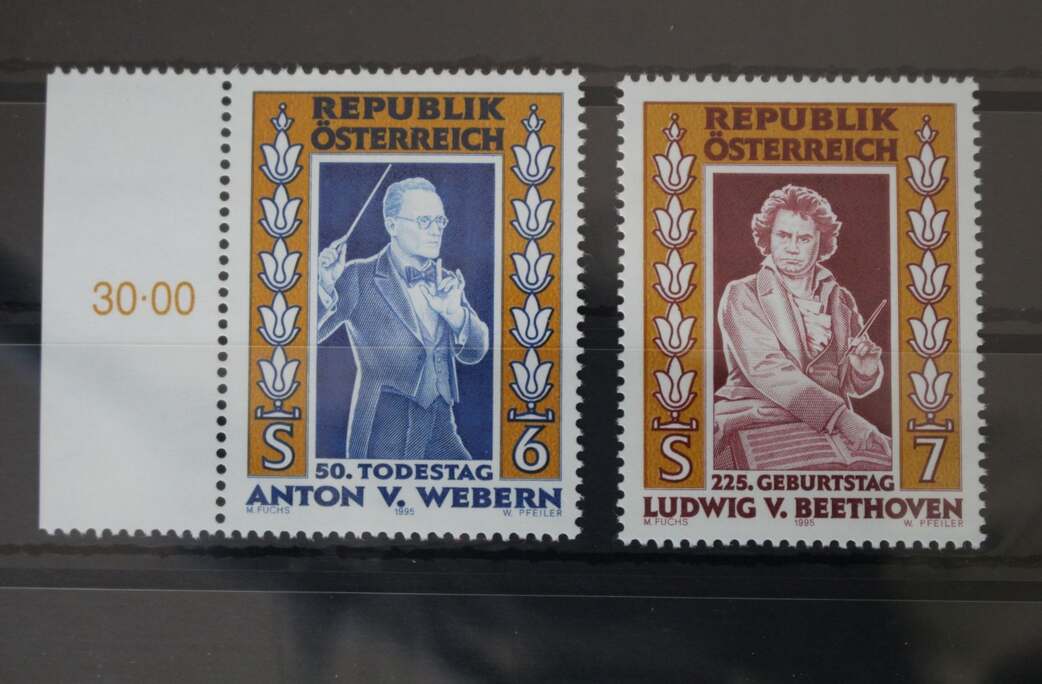 30·00
REPUBLIK
ÖSTERREICH
S 6
50. TODESTAG
ANTON V. WEBERN
M. FUCHS 1995 W. PFEILER
REPUBLIK
ÖSTERREICH
S 7
225. GEBURTSTAG
LUDWIG V. BEETHOVEN
M. FUCHS 1995 W. PFEILER